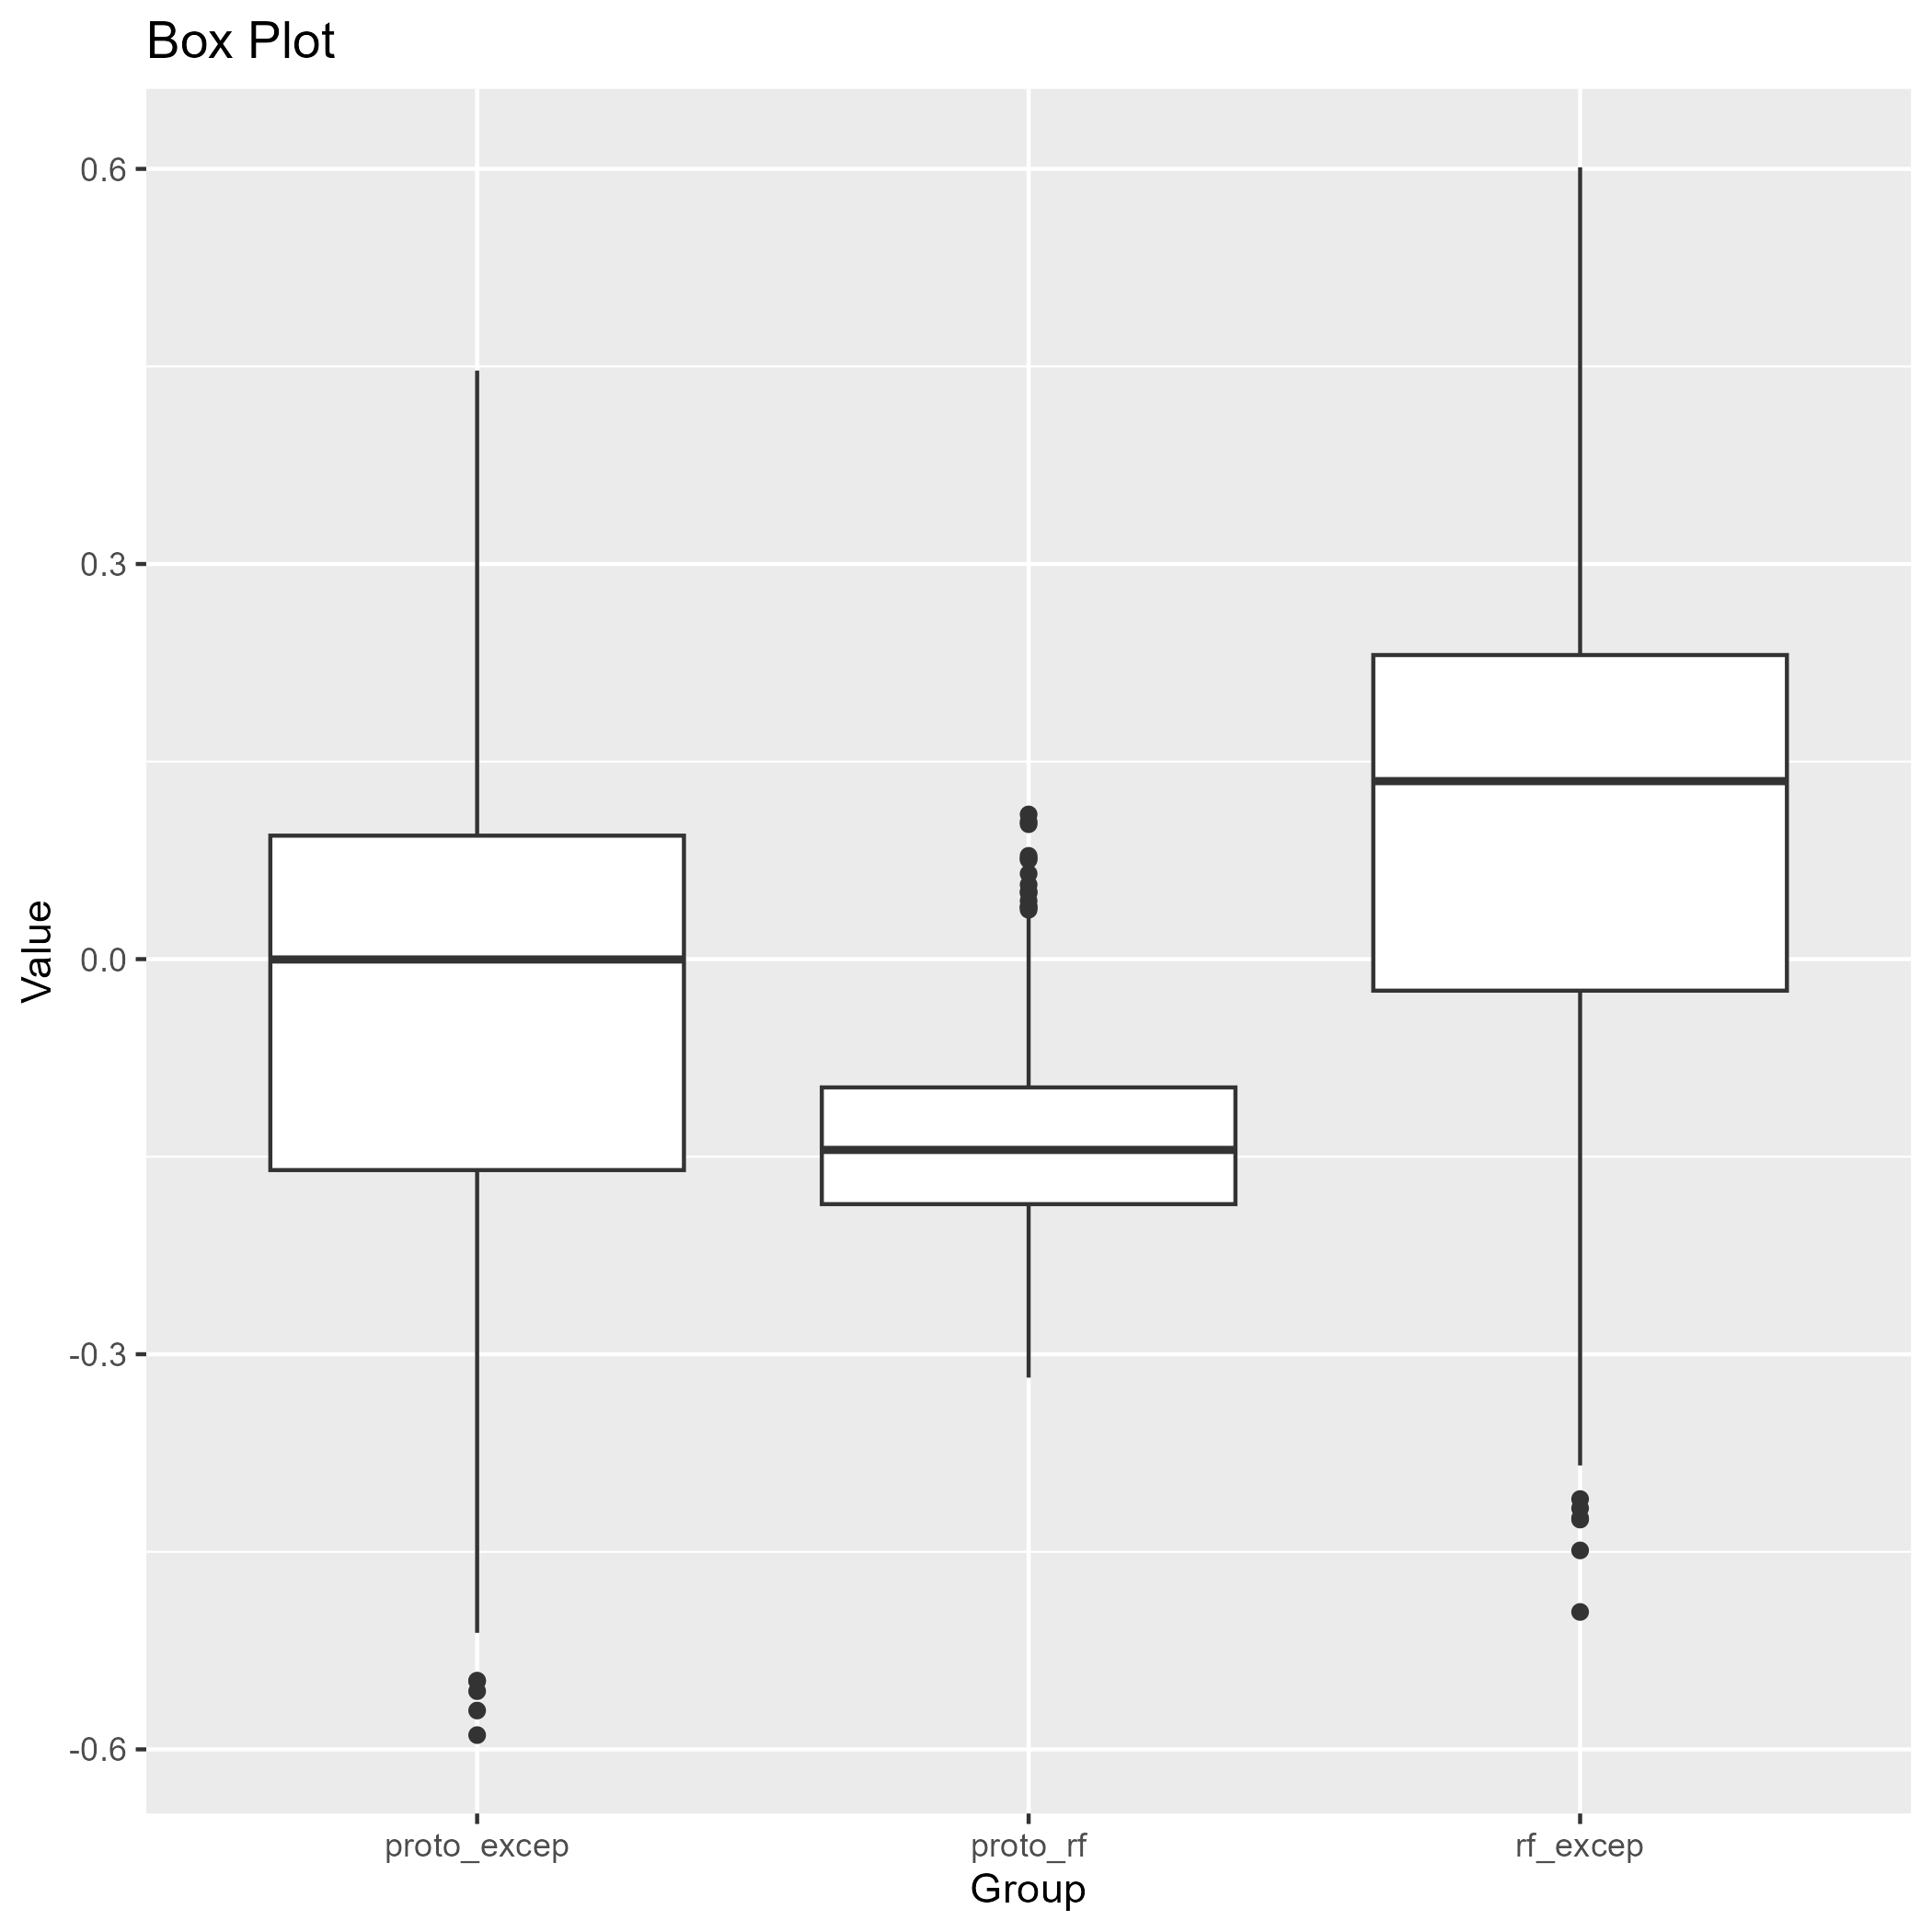 Box Plot
0.6
0.3
0.0
-0.3
-0.6
Value
proto_excep
proto_rf
rf_excep
Group